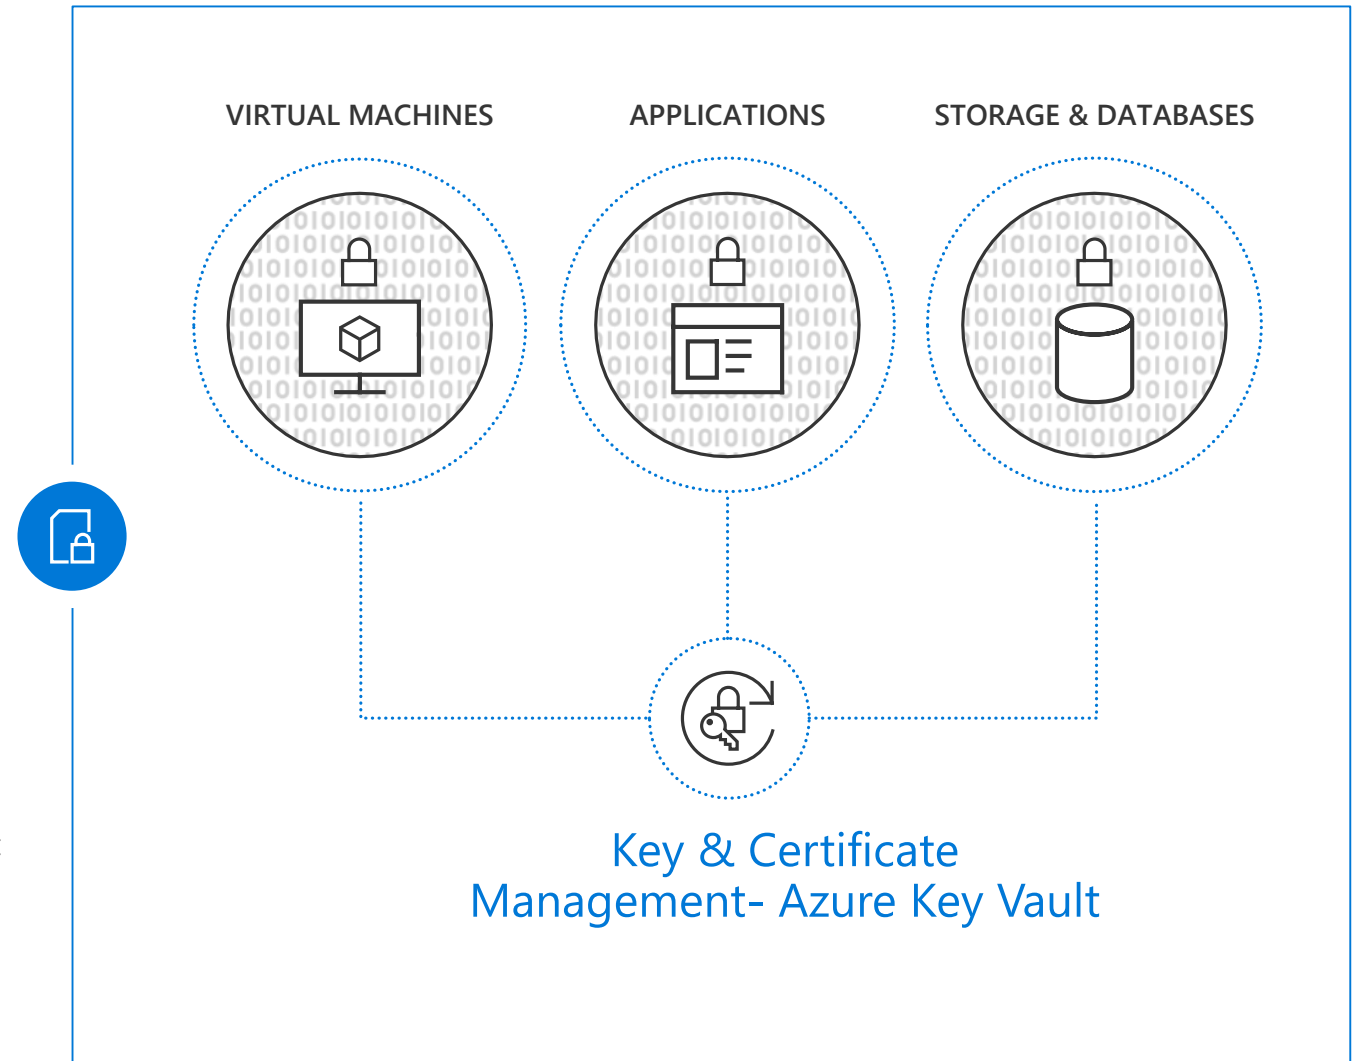 VIRTUAL MACHINES
APPLICATIONS
STORAGE & DATABASES
Key & Certificate
Management- Azure Key Vault